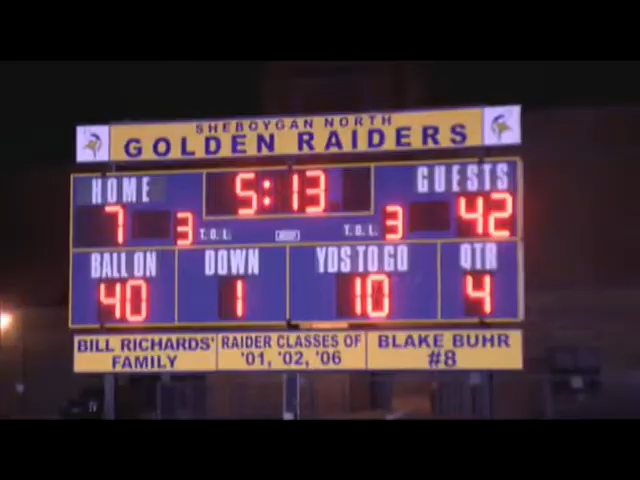 SHEBOYGAN NORTH
GOLDEN RAIDERS
HOME 5:13 GUESTS
7 3 T.O.L. T.O.L. 3 42
BALL ON DOWN YDS TO GO QTR
40 1 10 4
BILL RICHARDS' FAMILY
RAIDER CLASSES OF '01, '02, '06
BLAKE BUHR #8